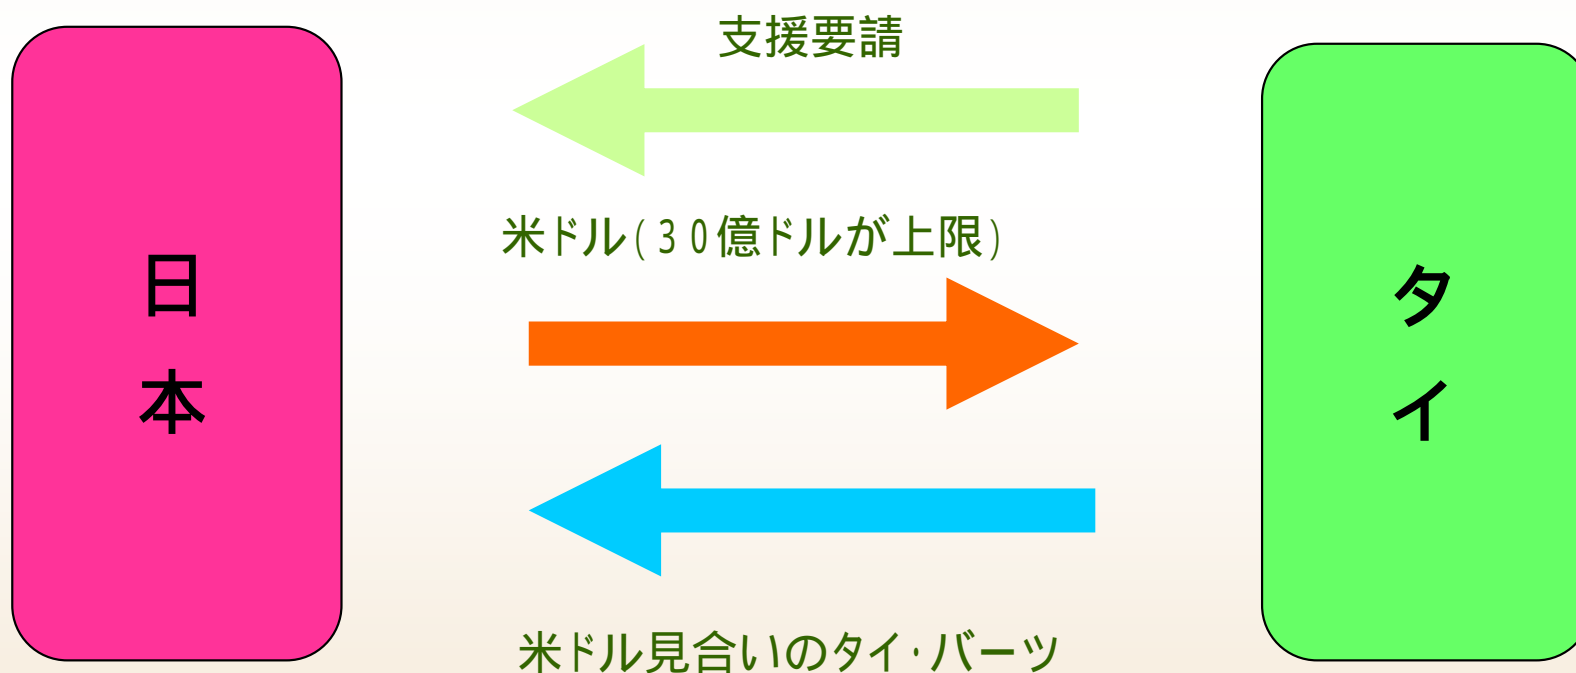 支援要請
米ドル(30億ドルが上限)
日本
タイ
米ドル見合いのタイ・バーツ